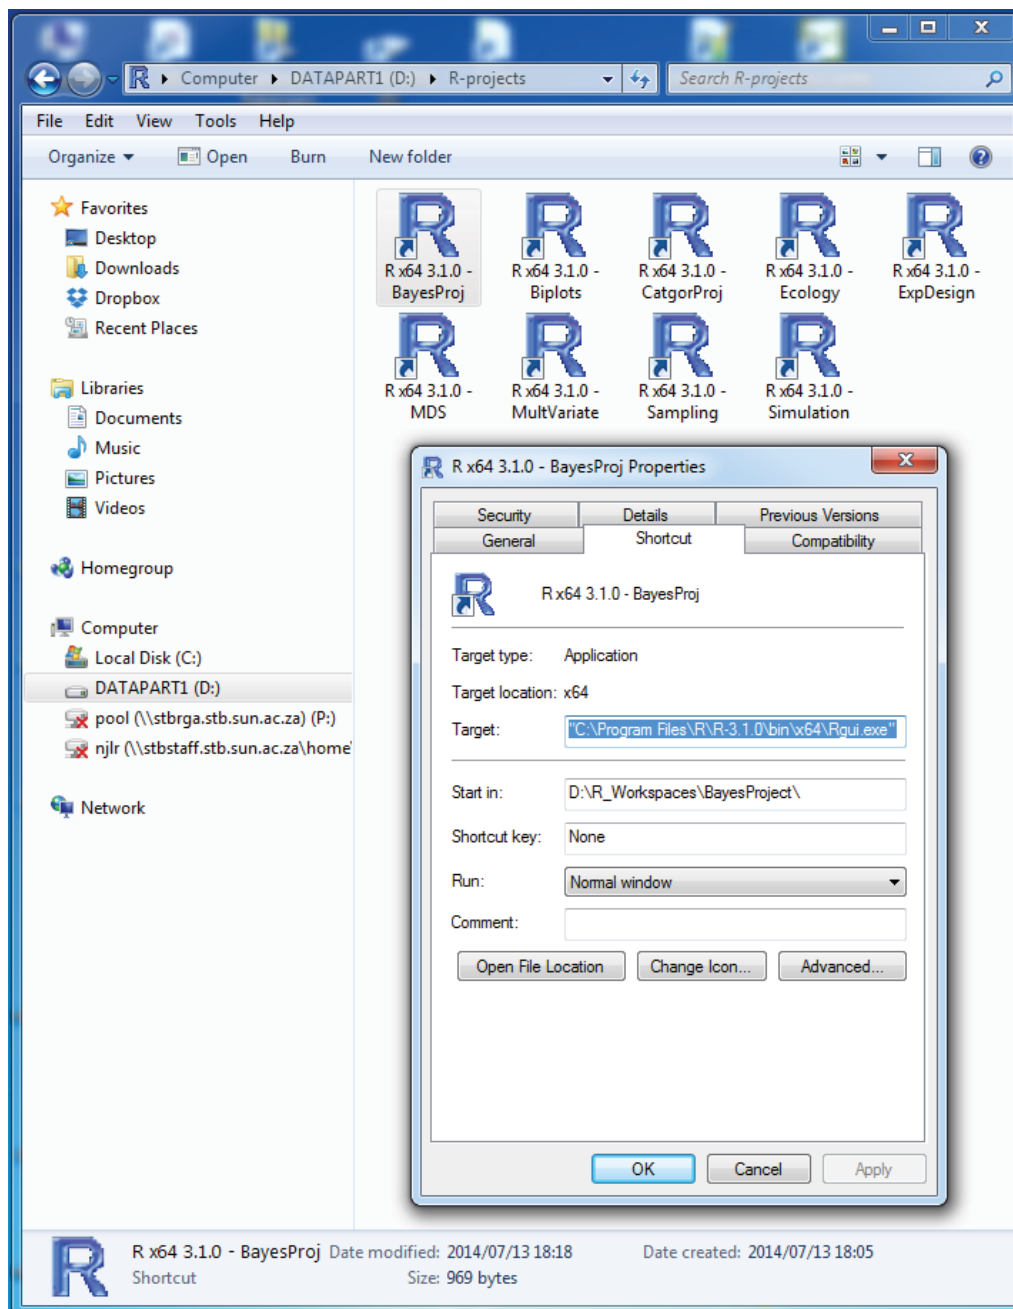 Computer DATAPART1 (D:) R-projects Search R-projects
File Edit View Tools Help
Organize Open Burn New folder
Favorites
Desktop
Downloads
Dropbox
Recent Places
Libraries
Documents
Music
Pictures
Videos
Homegroup
Computer
Local Disk (C:)
DATAPART1 (D:)
pool (\\stbrga.stb.sun.ac.za) (P:)
njlr (\\stbstaff.stb.sun.ac.za\home\
Network
R x64 3.1.0 - R x64 3.1.0 - R x64 3.1.0 - R x64 3.1.0 - R x64 3.1.0 -
BayesProj Biplots CatgorProj Ecology ExpDesign
R x64 3.1.0 - R x64 3.1.0 - R x64 3.1.0 - R x64 3.1.0 -
MDS MultVariate Sampling Simulation
R x64 3.1.0 - BayesProj Properties
Security Details Previous Versions
General Shortcut Compatibility
R x64 3.1.0 - BayesProj
Target type: Application
Target location: x64
Target: "C:\Program Files\R\R-3.1.0\bin\x64\Rgui.exe"
Start in: D:\R_Workspaces\BayesProject\
Shortcut key: None
Run: Normal window
Comment:
Open File Location Change Icon... Advanced...
OK Cancel Apply
R x64 3.1.0 - BayesProj Date modified: 2014/07/13 18:18 Date created: 2014/07/13 18:05
Shortcut Size: 969 bytes